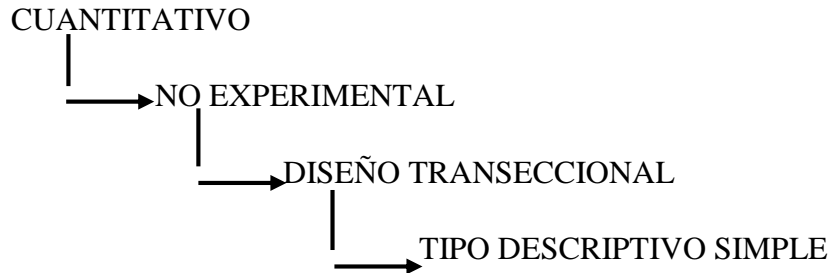 CUANTITATIVO
NO EXPERIMENTAL
DISEÑO TRANSECCIONAL
TIPO DESCRIPTIVO SIMPLE